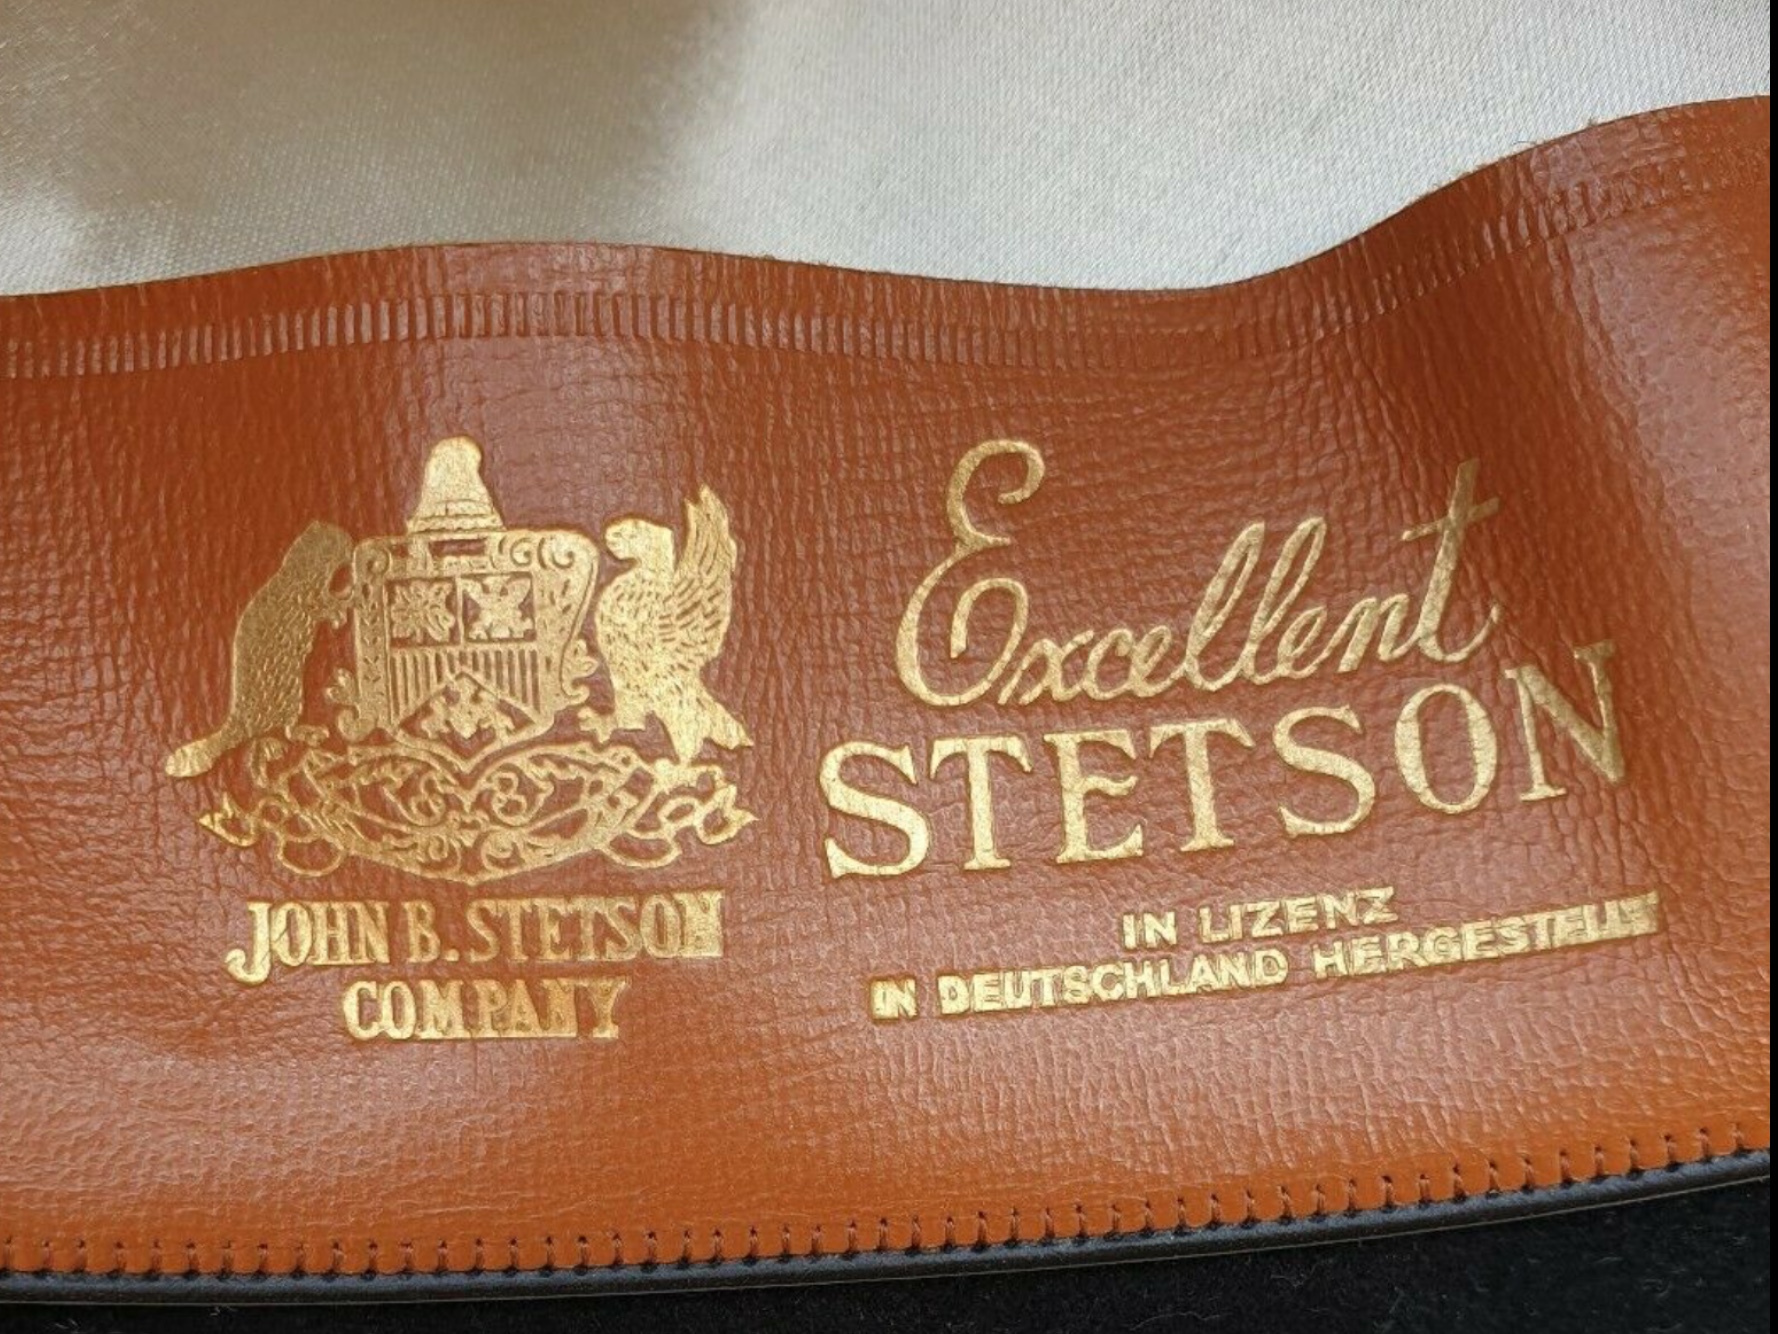 JOHN B. STETSON
COMPANY
Excellent
STETSON
IN LIZENZ
IN DEUTSCHLAND HERGESTELLT